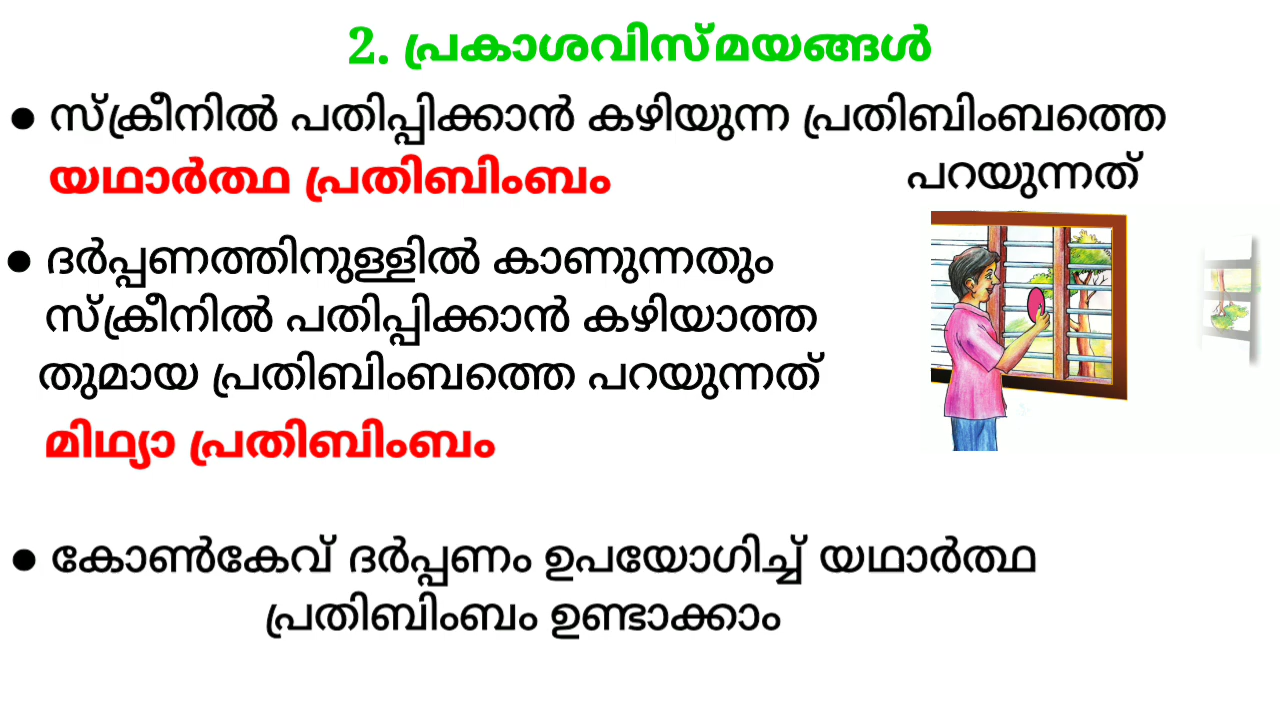 2. പ്രകാശവിസ്മയങ്ങൾ
● സ്ക്രീനിൽ പതിപ്പിക്കാൻ കഴിയുന്ന പ്രതിബിംബത്തെ
യഥാർത്ഥ പ്രതിബിംബം പറയുന്നത്
● ദർപ്പണത്തിനുള്ളിൽ കാണുന്നതും
സ്ക്രീനിൽ പതിപ്പിക്കാൻ കഴിയാത്ത
തുമായ പ്രതിബിംബത്തെ പറയുന്നത്
മിഥ്യാ പ്രതിബിംബം
● കോൺകേവ് ദർപ്പണം ഉപയോഗിച്ച് യഥാർത്ഥ
പ്രതിബിംബം ഉണ്ടാക്കാം